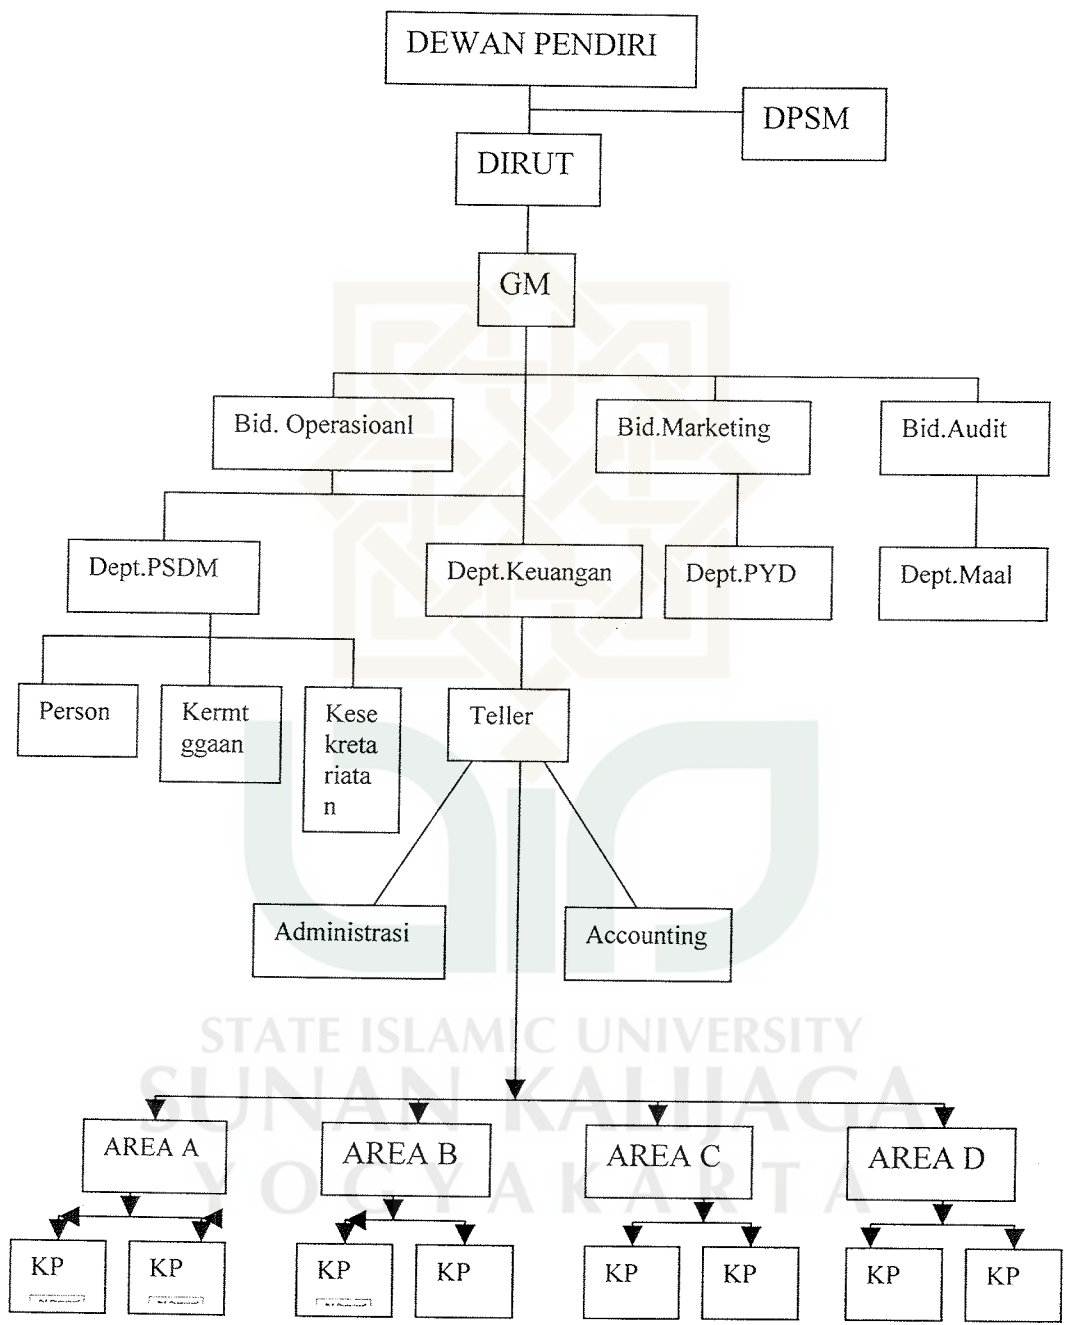 DEWAN PENDIRI
DPSM
DIRUT
GM
Bid. Operasioanl
Bid.Marketing
Bid.Audit
Dept.PSDM
Dept.Keuangan
Dept.PYD
Dept.Maal
Person
Kermt
ggaan
Kese
kreta
riata
n
Teller
Administrasi
Accounting
STATE ISLAMIC UNIVERSITY
SUNAN KALIJAGA
YOGYAKARTA
AREA A
AREA B
AREA C
AREA D
KP
KP
KP
KP
KP
KP
KP
KP